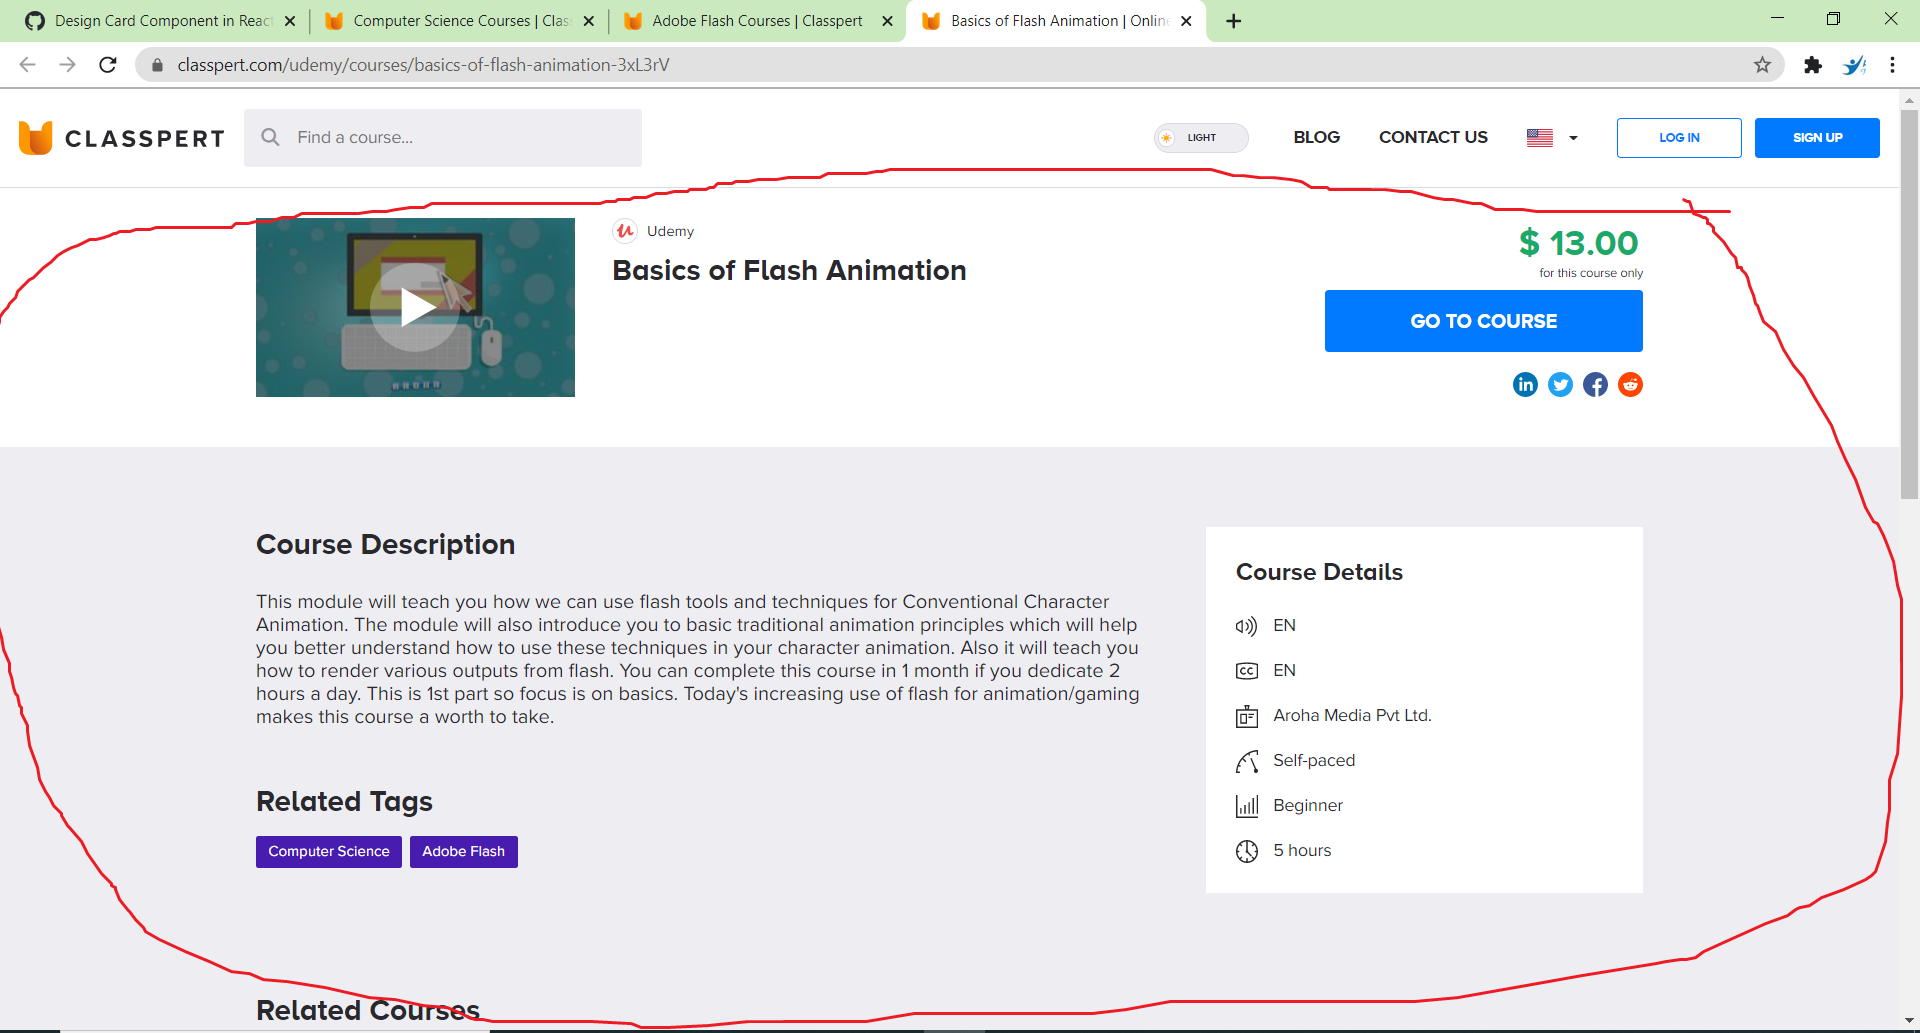 Design Card Component in Reac
Computer Science Courses | Clas
Adobe Flash Courses | Classpert
Basics of Flash Animation | Online
classpert.com/udemy/courses/basics-of-flash-animation-3xL3rV
CLASSPERT
Find a course...
LIGHT
BLOG
CONTACT US
LOG IN
SIGN UP
Udemy
Basics of Flash Animation
$ 13.00
for this course only
GO TO COURSE
Course Description
This module will teach you how we can use flash tools and techniques for Conventional Character
Animation. The module will also introduce you to basic traditional animation principles which will help
you better understand how to use these techniques in your character animation. Also it will teach you
how to render various outputs from flash. You can complete this course in 1 month if you dedicate 2
hours a day. This is 1st part so focus is on basics. Today's increasing use of flash for animation/gaming
makes this course a worth to take.
Related Tags
Computer Science
Adobe Flash
Course Details
EN
CC
EN
Aroha Media Pvt Ltd.
Self-paced
Beginner
5 hours
Related Courses